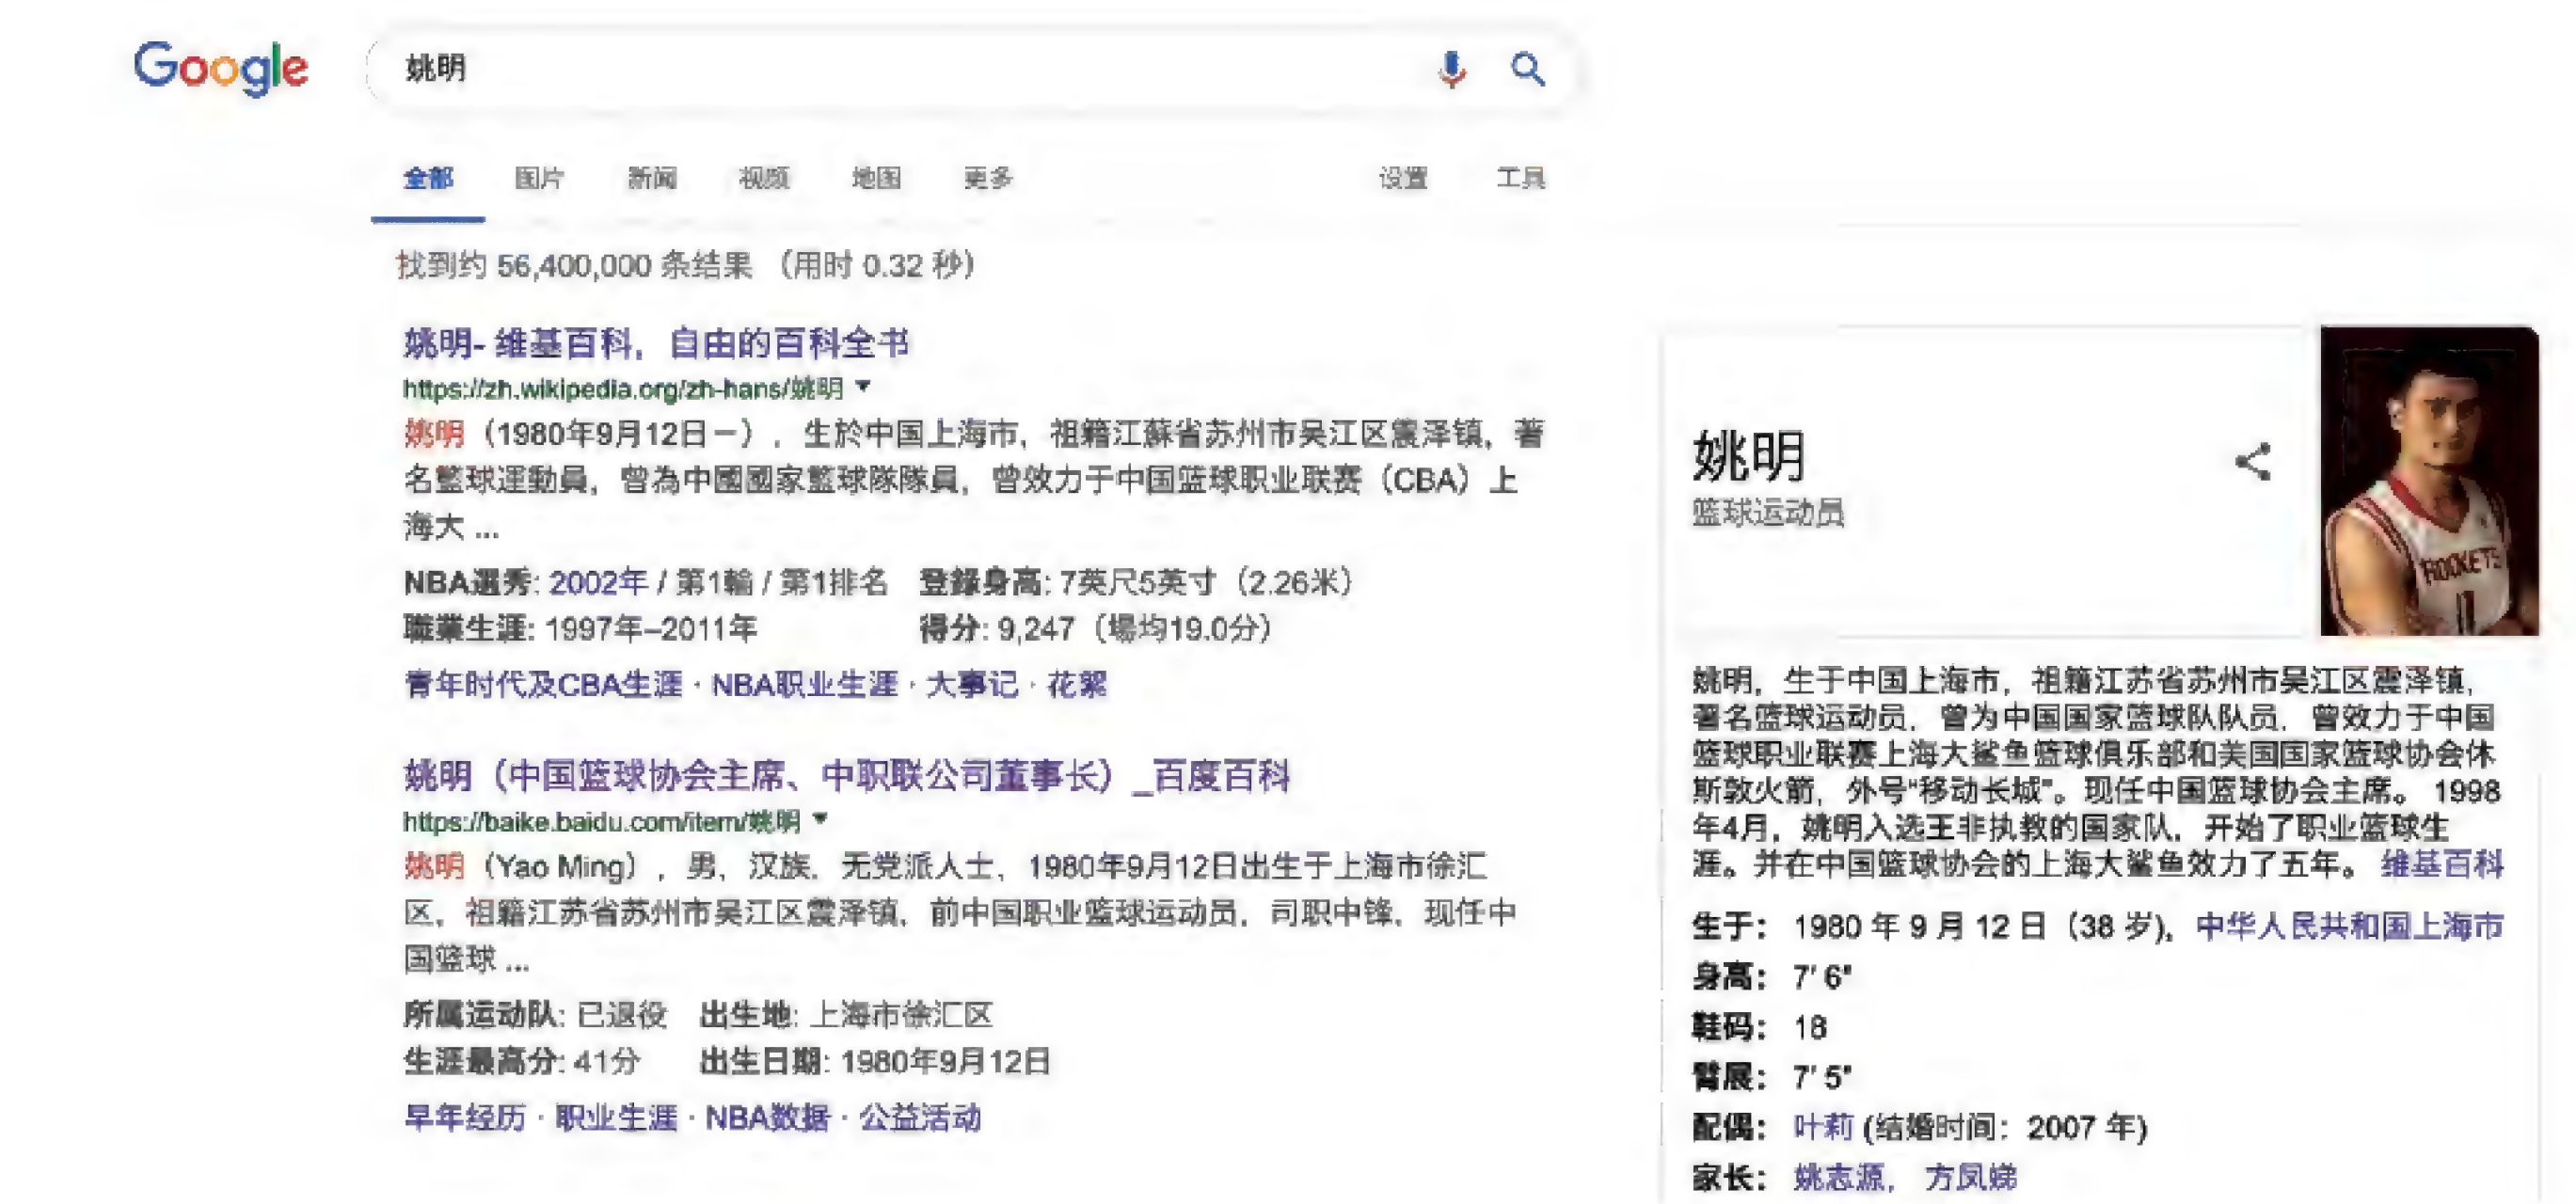 Google
姚明
全部 图片 新闻 视频 地图 更多 设置 工具
找到约 56,400,000 条结果 （用时 0.32 秒）
姚明- 维基百科，自由的百科全书
https://zh.wikipedia.org/zh-hans/姚明
姚明（1980年9月12日－），生於中国上海市，祖籍江蘇省苏州市吴江区震泽镇，著
名籃球運動員，曾為中國國家籃球隊隊員，曾效力于中国篮球职业联赛（CBA）上
海大 ...
NBA選秀: 2002年 / 第1輪 / 第1排名 登錄身高: 7英尺5英寸（2.26米）
職業生涯: 1997年–2011年 得分: 9,247（場均19.0分）
青年时代及CBA生涯 · NBA职业生涯 · 大事记 · 花絮
姚明（中国篮球协会主席、中职联公司董事长）_百度百科
https://baike.baidu.com/item/姚明
姚明（Yao Ming），男，汉族，无党派人士，1980年9月12日出生于上海市徐汇
区，祖籍江苏省苏州市吴江区震泽镇，前中国职业篮球运动员，司职中锋，现任中
国篮球 ...
所属运动队: 已退役 出生地: 上海市徐汇区
生涯最高分: 41分 出生日期: 1980年9月12日
早年经历 · 职业生涯 · NBA数据 · 公益活动
姚明
篮球运动员
ROCKETS
姚明，生于中国上海市，祖籍江苏省苏州市吴江区震泽镇，
著名篮球运动员，曾为中国国家篮球队队员，曾效力于中国
篮球职业联赛上海大鲨鱼篮球俱乐部和美国国家篮球协会休
斯敦火箭，外号“移动长城”。现任中国篮球协会主席。 1998
年4月，姚明入选王非执教的国家队，开始了职业篮球生
涯。并在中国篮球协会的上海大鲨鱼效力了五年。 维基百科
生于： 1980 年 9 月 12 日（38 岁)，中华人民共和国上海市
身高： 7' 6"
鞋码： 18
臂展： 7' 5"
配偶： 叶莉 (结婚时间：2007 年)
家长： 姚志源， 方凤娣